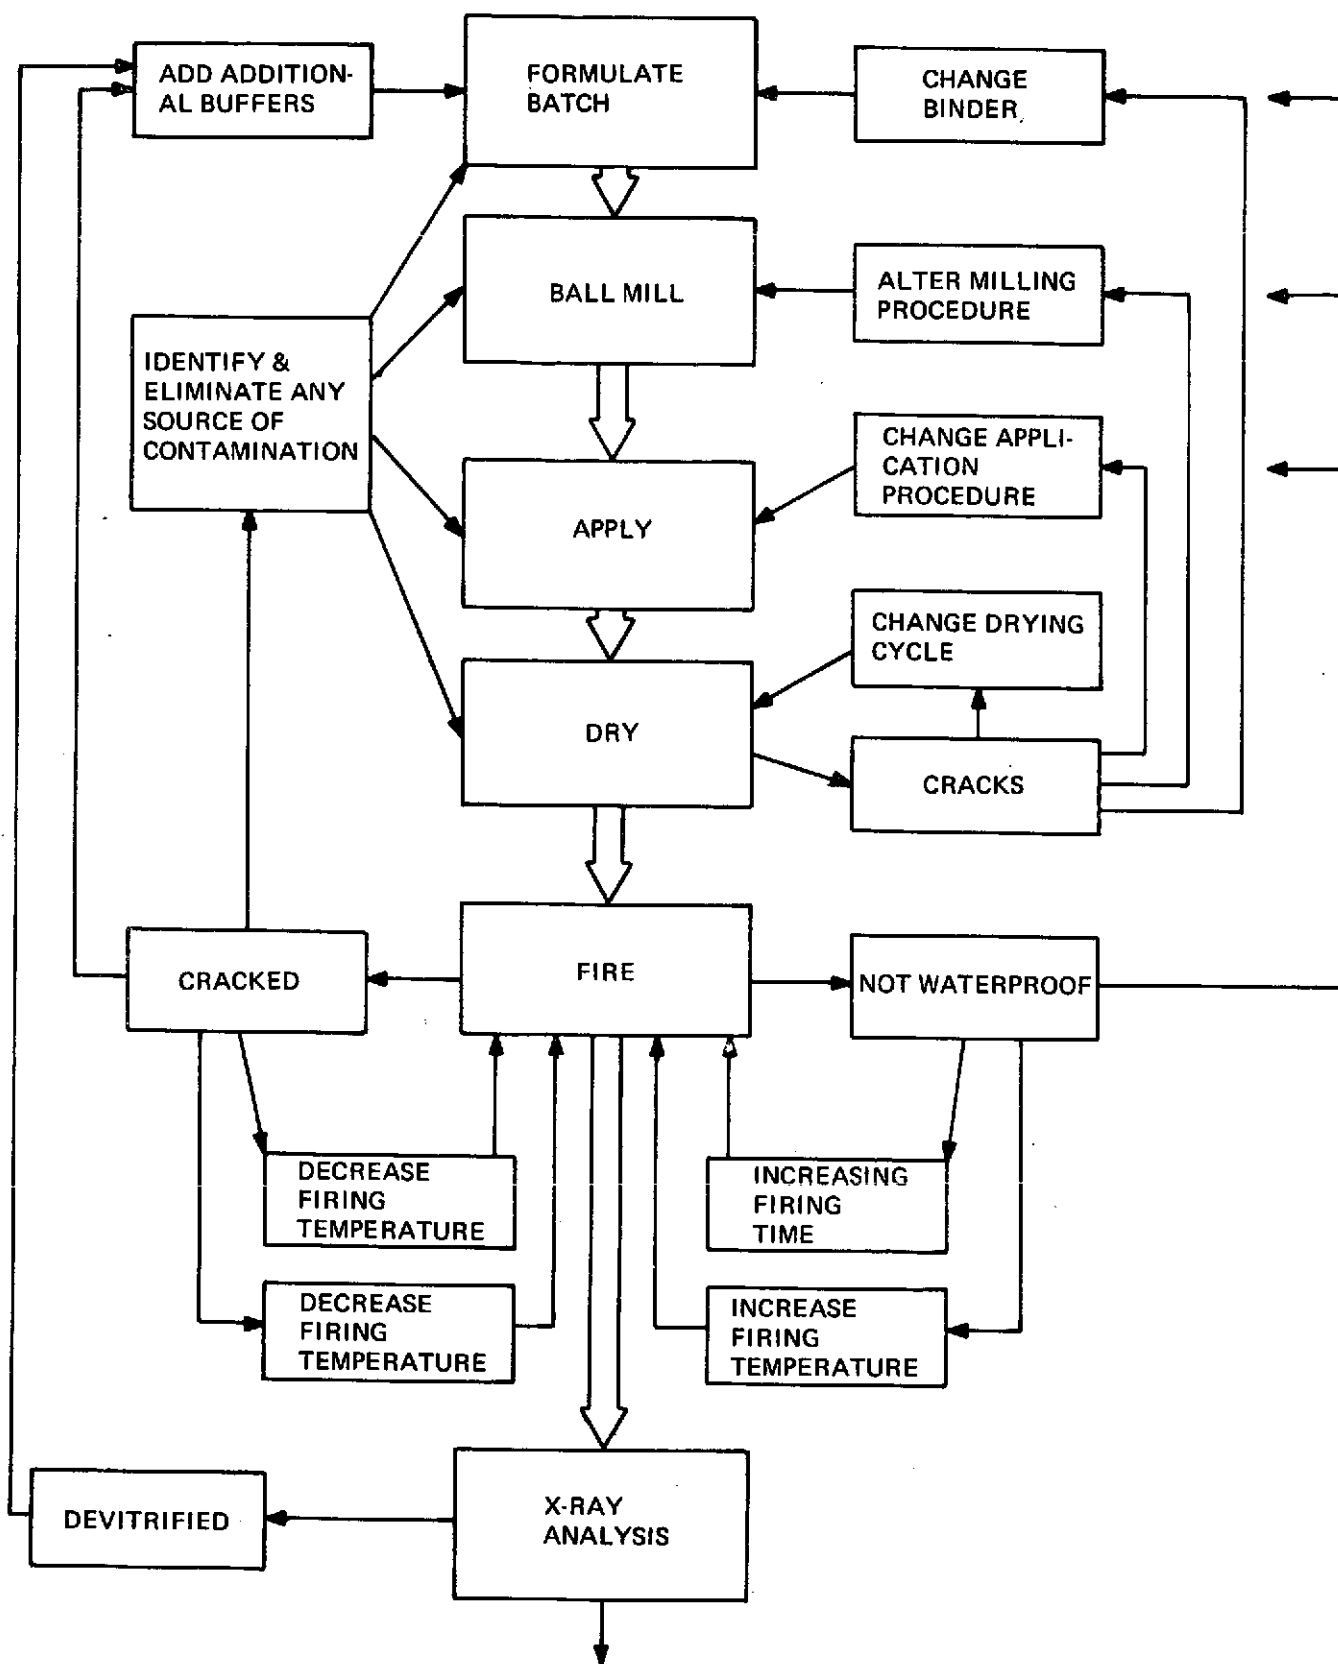 ADD ADDITION-
AL BUFFERS
FORMULATE
BATCH
CHANGE
BINDER
BALL MILL
ALTER MILLING
PROCEDURE
IDENTIFY &
ELIMINATE ANY
SOURCE OF
CONTAMINATION
CHANGE APPLI-
CATION
PROCEDURE
APPLY
CHANGE DRYING
CYCLE
DRY
CRACKS
CRACKED
FIRE
NOT WATERPROOF
DECREASE
FIRING
TEMPERATURE
INCREASING
FIRING
TIME
DECREASE
FIRING
TEMPERATURE
INCREASE
FIRING
TEMPERATURE
DEVITRIFIED
X-RAY
ANALYSIS